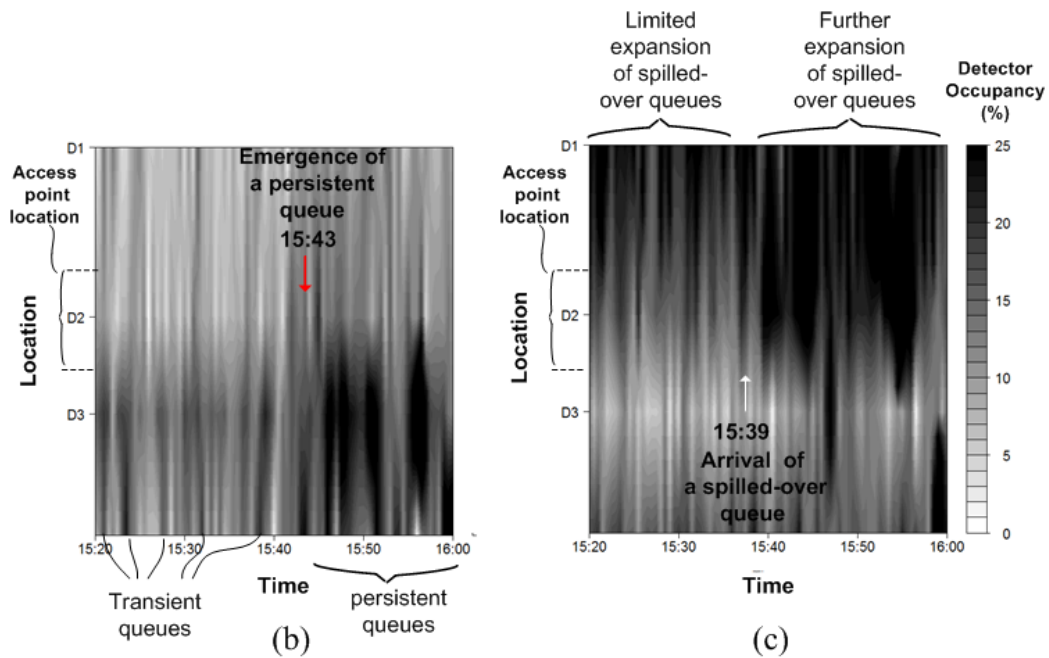 Limited
expansion
of spilled-
over queues
Further
expansion
of spilled-
over queues
Detector
Occupancy
(%)
D1
Emergence of
a persistent
queue
15:43
Access
point
location
D2
Location
D3
15:20
15:30
15:40
15:50
16:00
Time
Transient
queues
persistent
queues
(b)
D1
Access
point
location
D2
Location
D3
15:39
Arrival of
a spilled-over
queue
15:20
15:30
15:40
15:50
16:00
Time
(c)
25
20
15
10
5
0